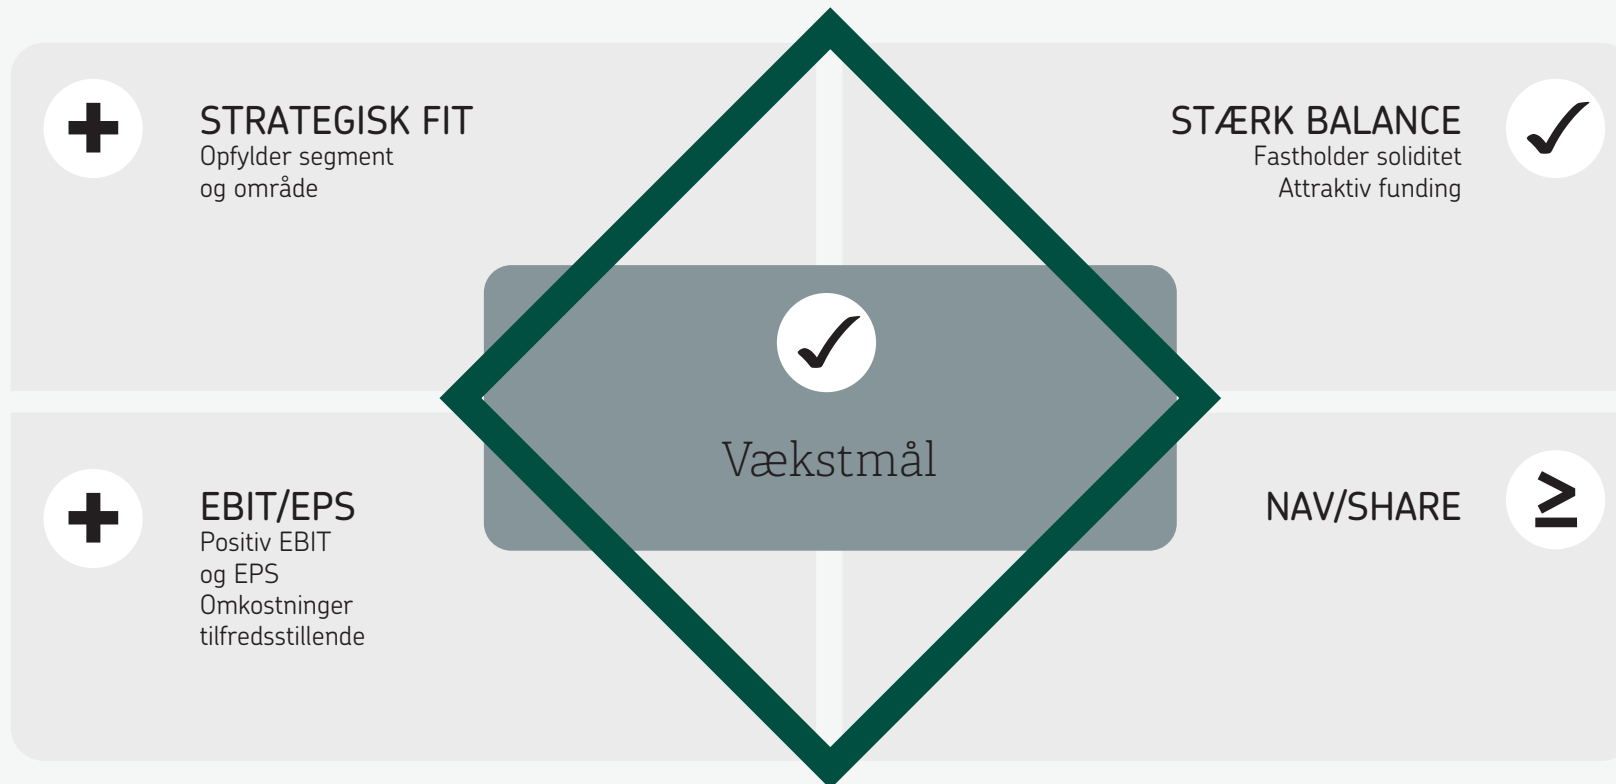 STRATEGISK FIT
Opfylder segment
og område
STÆRK BALANCE
Fastholder soliditet
Attraktiv funding
Vækstmål
EBIT/EPS
Positiv EBIT
og EPS
Omkostninger
tilfredsstillende
NAV/SHARE
≥